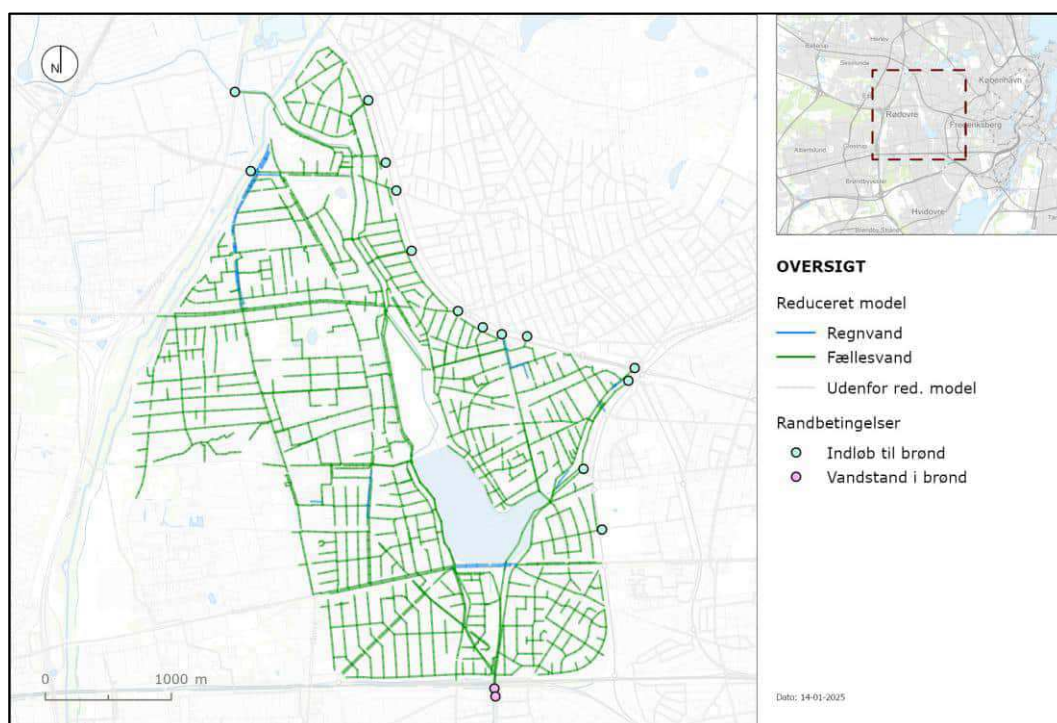 N
0
1000 m
København
Rødovre
Frederiksberg
Hvidovre
OVERSIGT
Reduceret model
Regnvand
Fællesvand
Udenfor red. model
Randbetingelser
Indløb til brønd
Vandstand i brønd
Dato: 14-01-2025